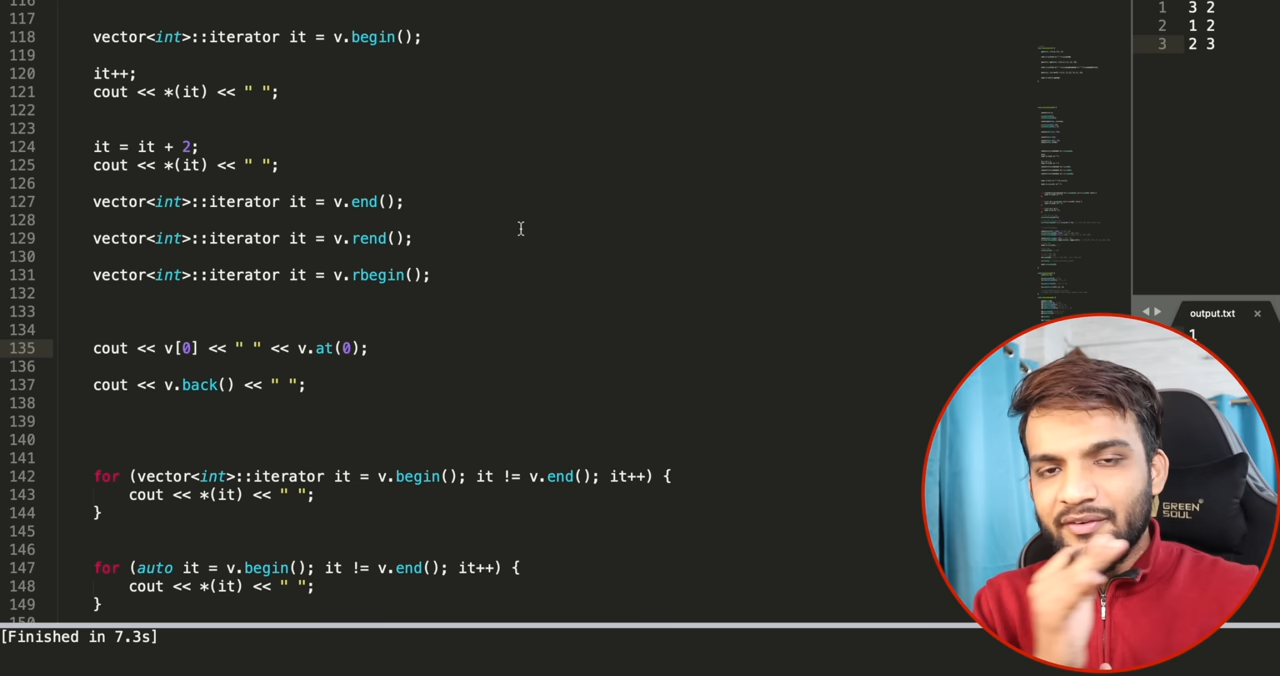 116
117
118 vector<int>::iterator it = v.begin();
119
120 it++;
121 cout << *(it) << " ";
122
123
124 it = it + 2;
125 cout << *(it) << " ";
126
127 vector<int>::iterator it = v.end();
128
129 vector<int>::iterator it = v.rend();
130
131 vector<int>::iterator it = v.rbegin();
132
133
134
135 cout << v[0] << " " << v.at(0);
136
137 cout << v.back() << " ";
138
139
140
141
142 for (vector<int>::iterator it = v.begin(); it != v.end(); it++) {
143 cout << *(it) << " ";
144 }
145
146
147 for (auto it = v.begin(); it != v.end(); it++) {
148 cout << *(it) << " ";
149 }
150
[Finished in 7.3s]
1 3 2
2 1 2
3 2 3
output.txt ×
1
GREEN
SOUL